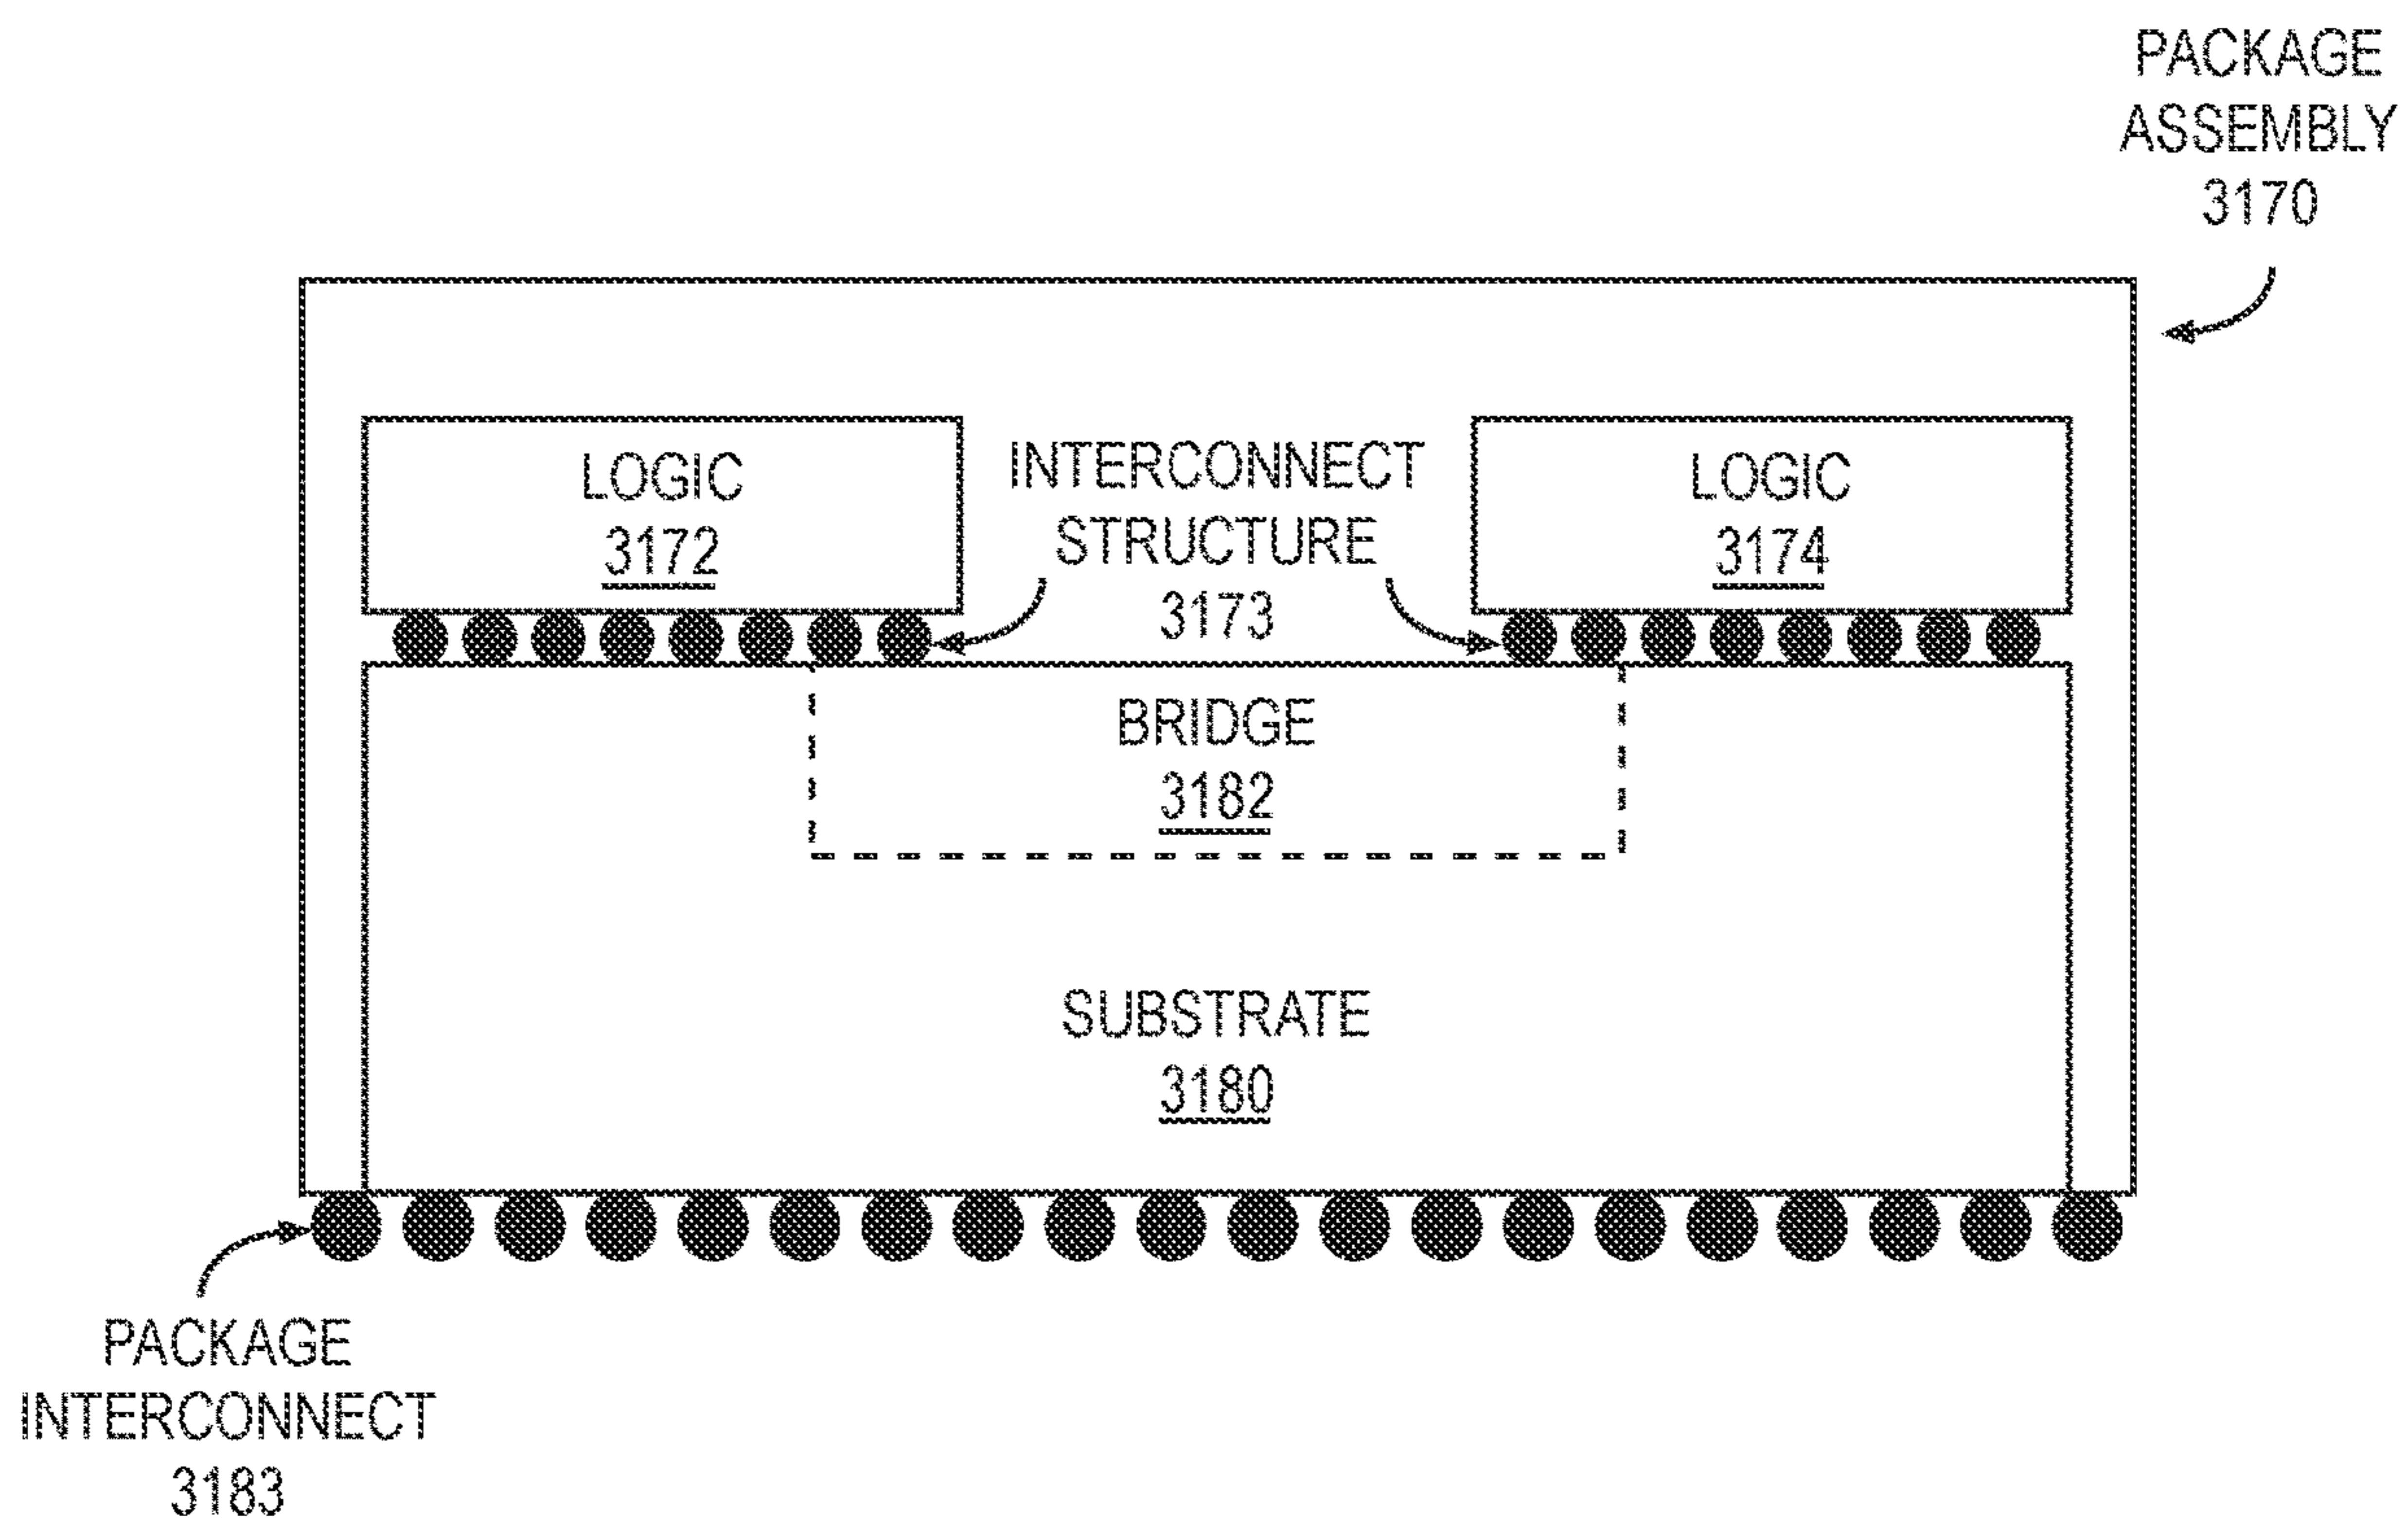 PACKAGE
ASSEMBLY
3170
LOGIC
3172
INTERCONNECT
STRUCTURE
3173
LOGIC
3174
BRIDGE
3182
SUBSTRATE
3180
PACKAGE
INTERCONNECT
3183